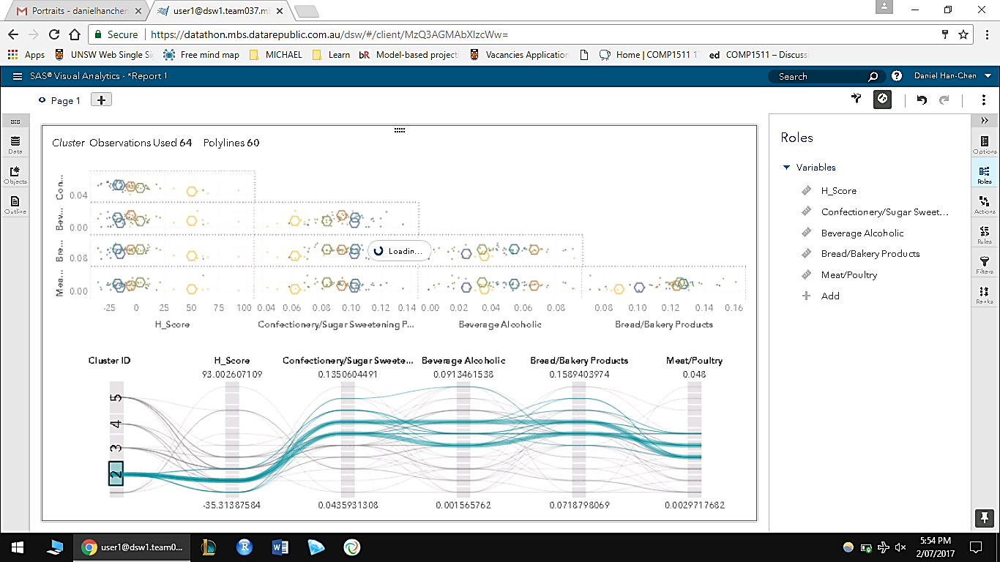 Portraits - danielhanchen
user1@dsw1.team037.m
Secure
https://datathon.mbs.datarepublic.com.au/dsw/#/client/MzQ3AGMAbXIzcWw=
Apps
UNSW Web Single Si
Free mind map
MICHAEL
Learn
bR Model-based project
Vacancies Application
Home | COMP1511 1
ed COMP1511 – Discuss
SAS® Visual Analytics - *Report 1
Search
Daniel Han-Chen
Page 1
Data
Objects
Outline
Cluster Observations Used 64 Polylines 60
Con...
0.04
Bev...
0.00
Bre...
0.08
Mea...
0.00
Loadin...
-25 0 25 50 75 100 0.04 0.06 0.08 0.10 0.12 0.14 0.00 0.02 0.04 0.06 0.08 0.08 0.10 0.12 0.14 0.16
H_Score Confectionery/Sugar Sweetening P... Beverage Alcoholic Bread/Bakery Products
Cluster ID H_Score Confectionery/Sugar Sweete... Beverage Alcoholic Bread/Bakery Products Meat/Poultry
93.002607109 0.1350604491 0.0913461538 0.1589403974 0.048
5
4
3
2
-35.31387584 0.0435931308 0.001565762 0.0718798069 0.0029717682
Roles
Variables
H_Score
Confectionery/Sugar Sweet...
Beverage Alcoholic
Bread/Bakery Products
Meat/Poultry
Add
Options
Roles
Actions
Rules
Filters
Ranks
user1@dsw1.team0...
R
W
5:54 PM
2/07/2017